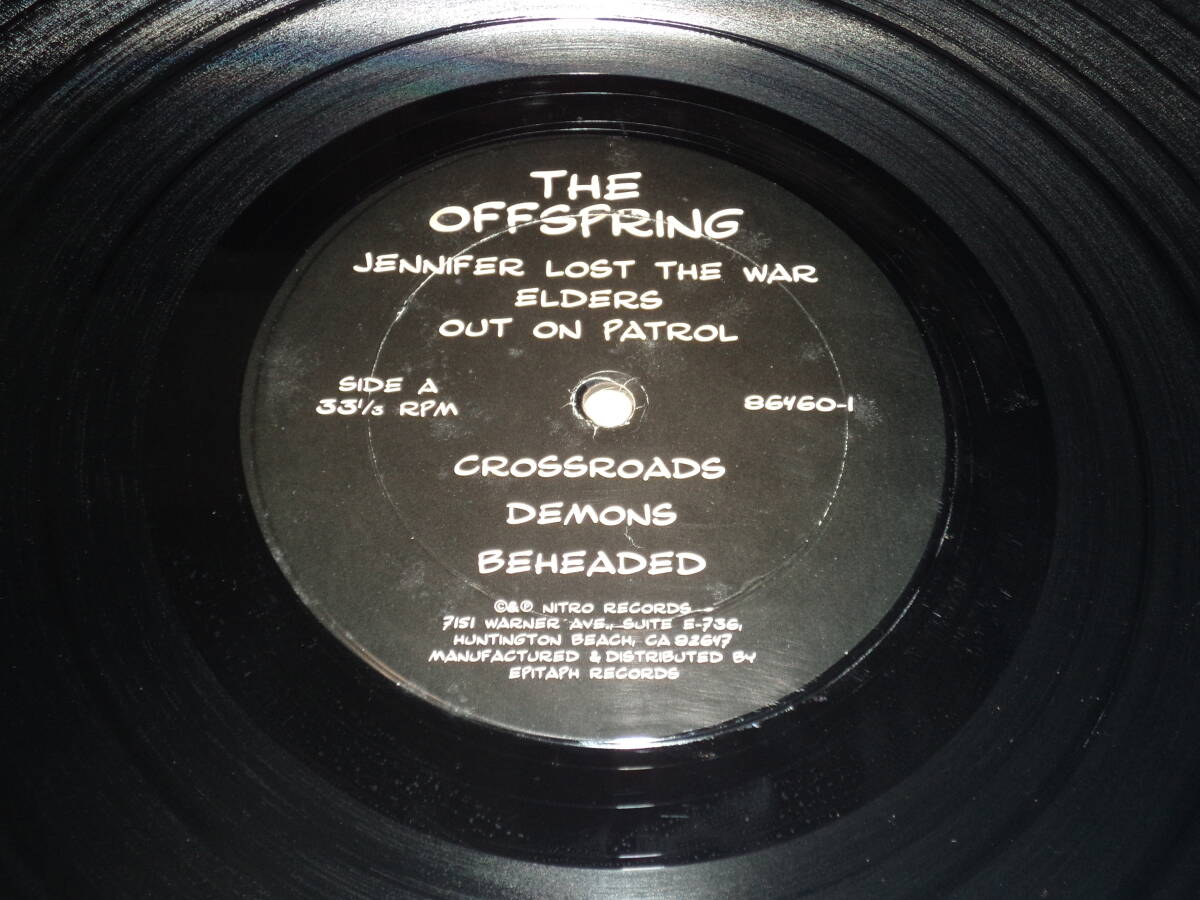 THE
OFFSPRING
JENNIFER LOST THE WAR
ELDERS
OUT ON PATROL
SIDE A
33⅓ RPM
86460-1
CROSSROADS
DEMONS
BEHEADED
©&℗ NITRO RECORDS
7151 WARNER AVE., SUITE E-736,
HUNTINGTON BEACH, CA 92647
MANUFACTURED & DISTRIBUTED BY
EPITAPH RECORDS